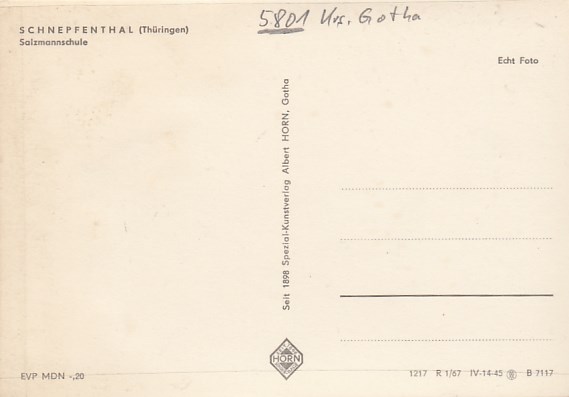 5801 Krs. Gotha
SCHNEPFENTHAL (Thüringen)
Salzmannschule
Echt Foto
Seit 1898 Spezial-Kunstverlag Albert HORN, Gotha
HORN
EVP MDN -,20
1217 R 1/67 IV-14-45 B 7117